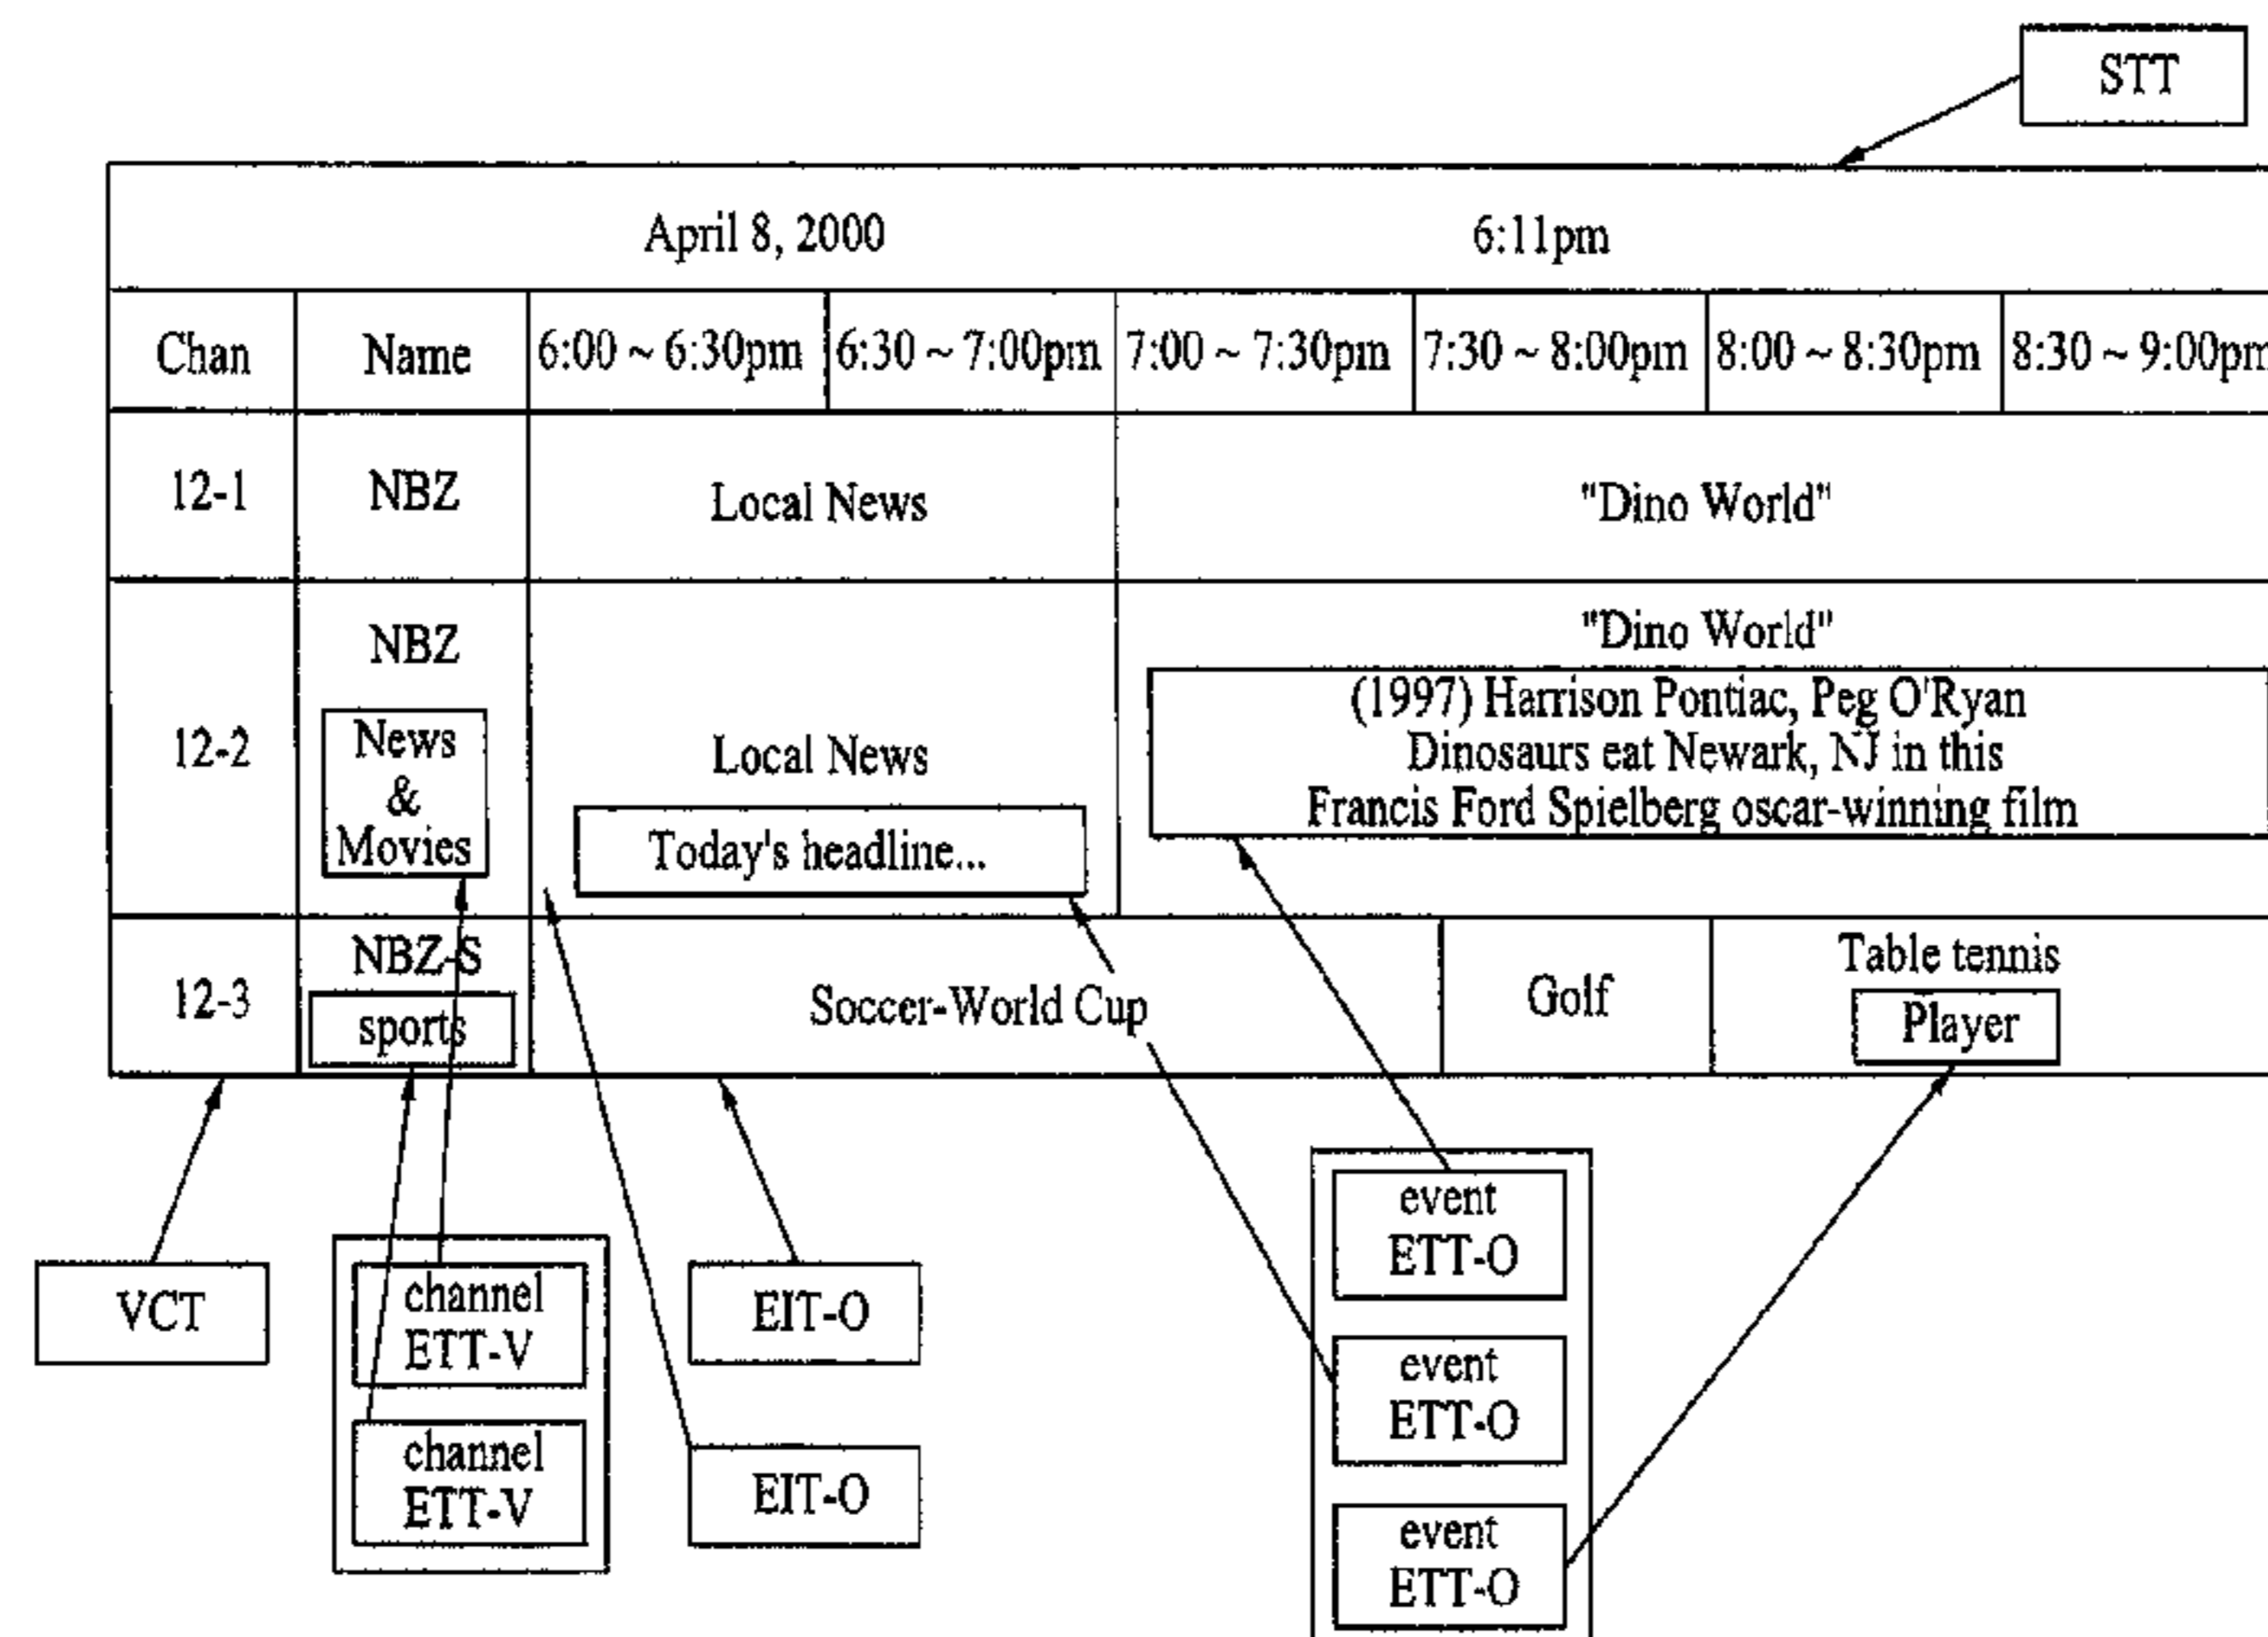 STT
April 8, 2000 6:11pm
Chan Name 6:00 ~ 6:30pm 6:30 ~ 7:00pm 7:00 ~ 7:30pm 7:30 ~ 8:00pm 8:00 ~ 8:30pm 8:30 ~ 9:00pm
12-1 NBZ Local News "Dino World"
12-2
NBZ
News
&
Movies
Local News
Today's headline...
"Dino World"
(1997) Harrison Pontiac, Peg O'Ryan
Dinosaurs eat Newark, NJ in this
Francis Ford Spielberg oscar-winning film
12-3
NBZ-S
sports
Soccer-World Cup
Golf
Table tennis
Player
VCT
channel
ETT-V
channel
ETT-V
EIT-O
EIT-O
event
ETT-O
event
ETT-O
event
ETT-O